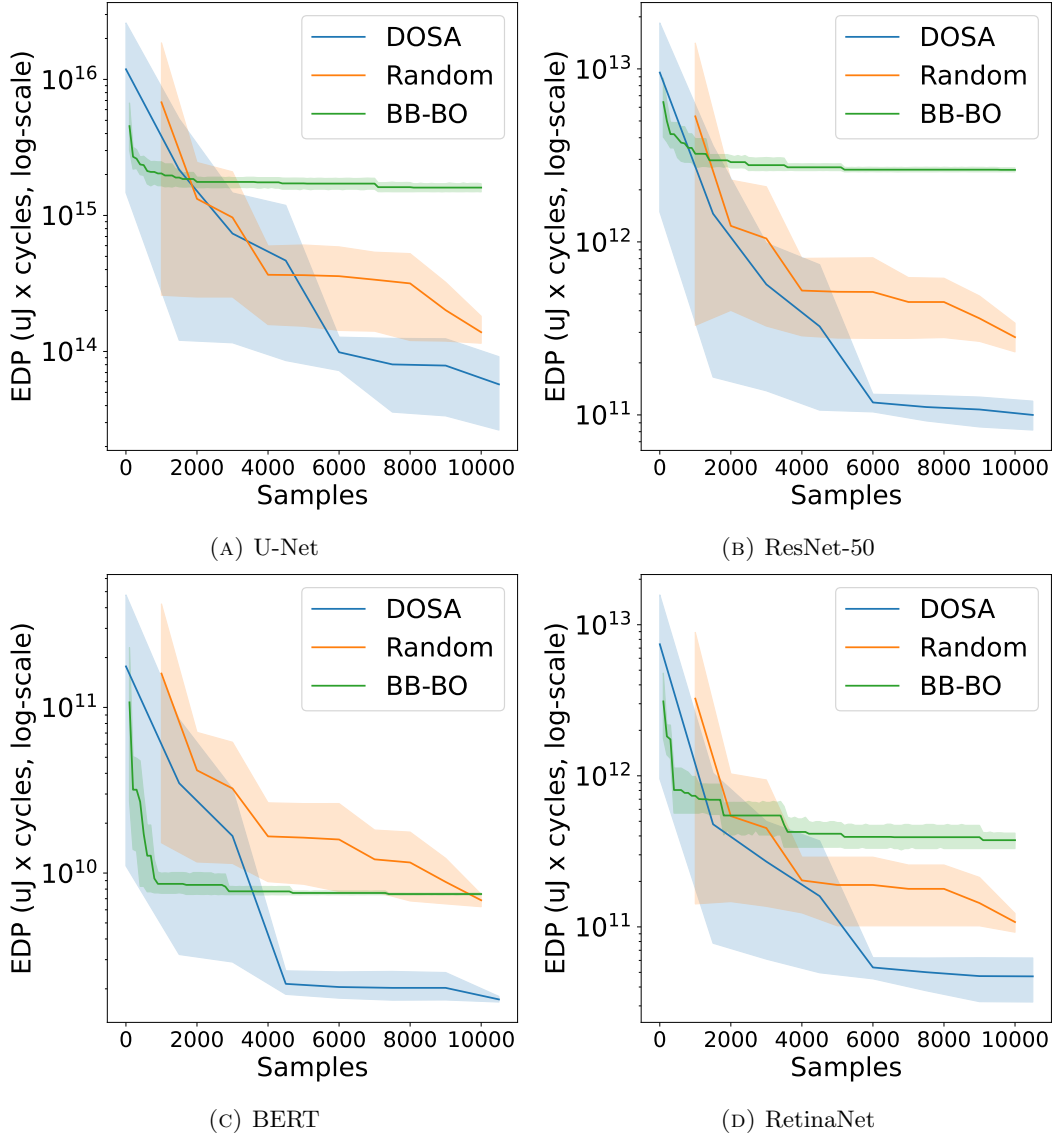 EDP (uJ x cycles, log-scale)
10^16
10^15
10^14
DOSA
Random
BB-BO
0 2000 4000 6000 8000 10000
Samples
(A) U-Net
EDP (uJ x cycles, log-scale)
10^13
10^12
10^11
DOSA
Random
BB-BO
0 2000 4000 6000 8000 10000
Samples
(B) ResNet-50
EDP (uJ x cycles, log-scale)
10^11
10^10
DOSA
Random
BB-BO
0 2000 4000 6000 8000 10000
Samples
(C) BERT
EDP (uJ x cycles, log-scale)
10^13
10^12
10^11
DOSA
Random
BB-BO
0 2000 4000 6000 8000 10000
Samples
(D) RetinaNet